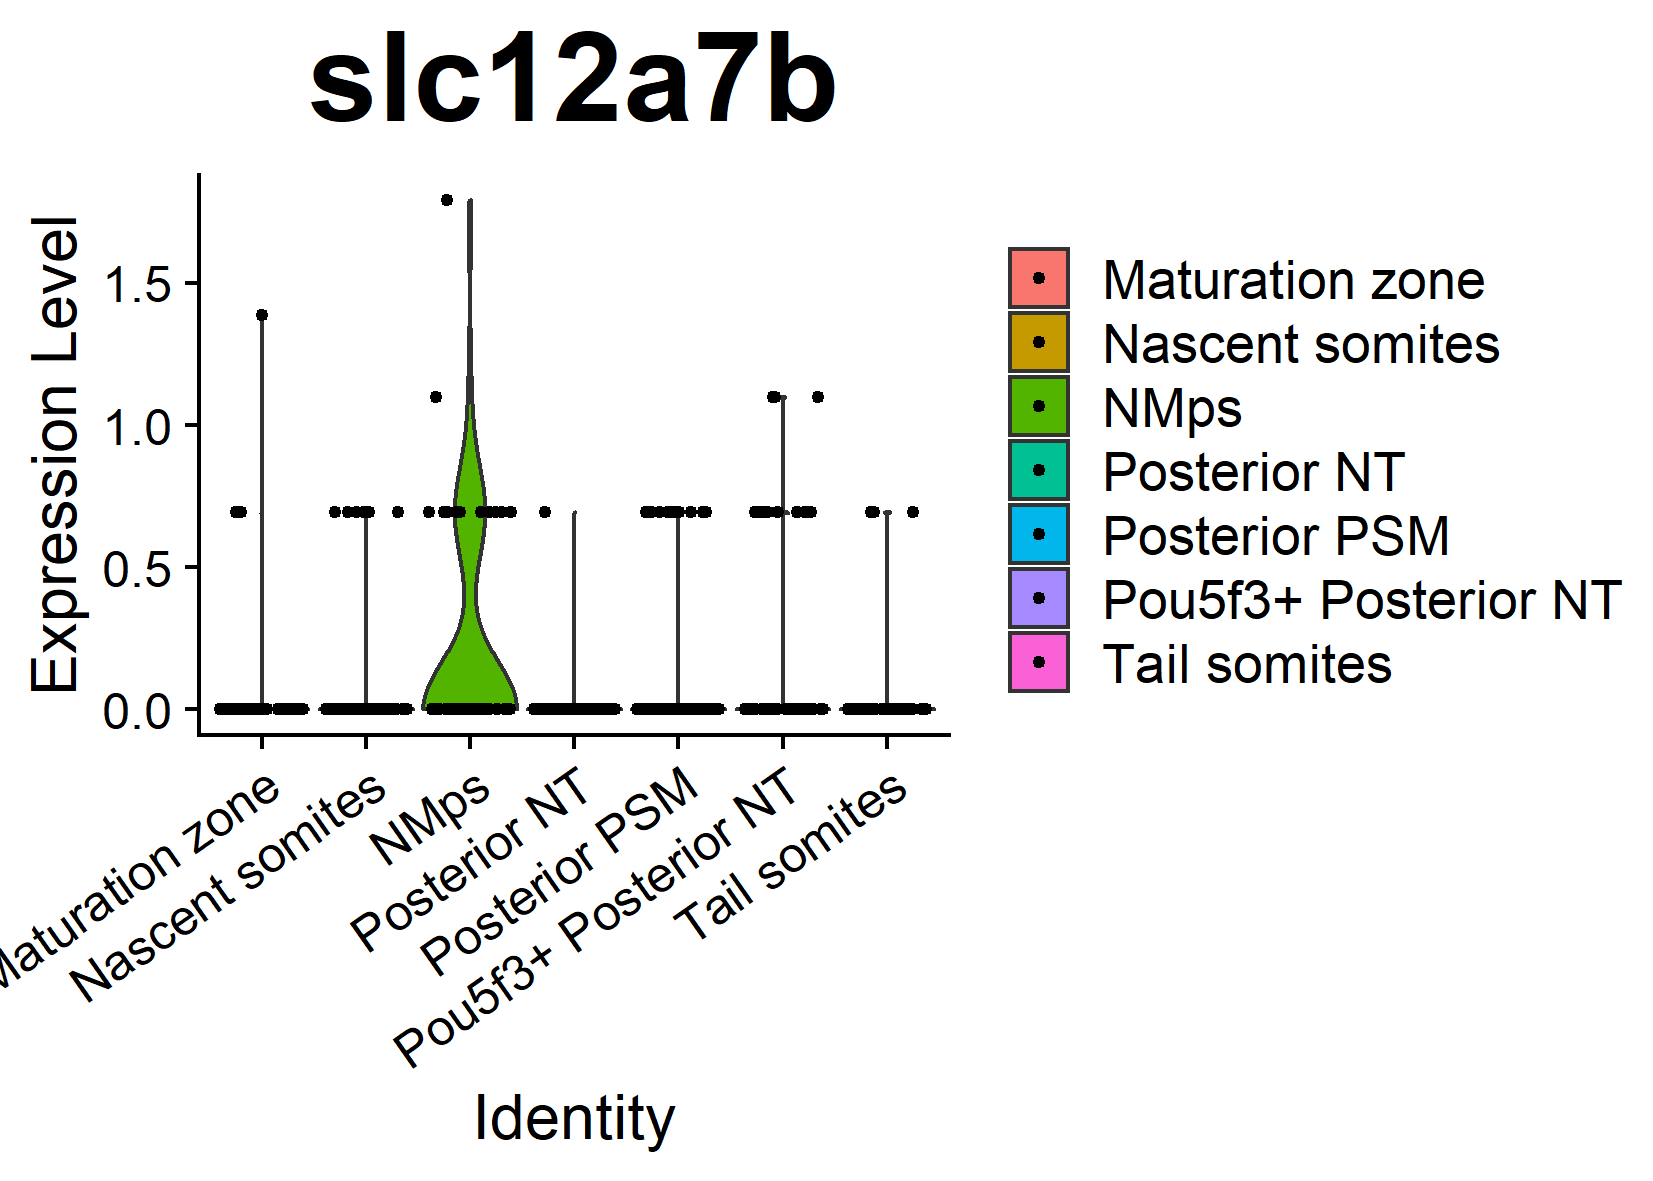 slc12a7b
Expression Level
1.5
1.0
0.5
0.0
Maturation zone
Nascent somites
NMps
Posterior NT
Posterior PSM
Pou5f3+ Posterior NT
Tail somites
Identity
Maturation zone
Nascent somites
NMps
Posterior NT
Posterior PSM
Pou5f3+ Posterior NT
Tail somites